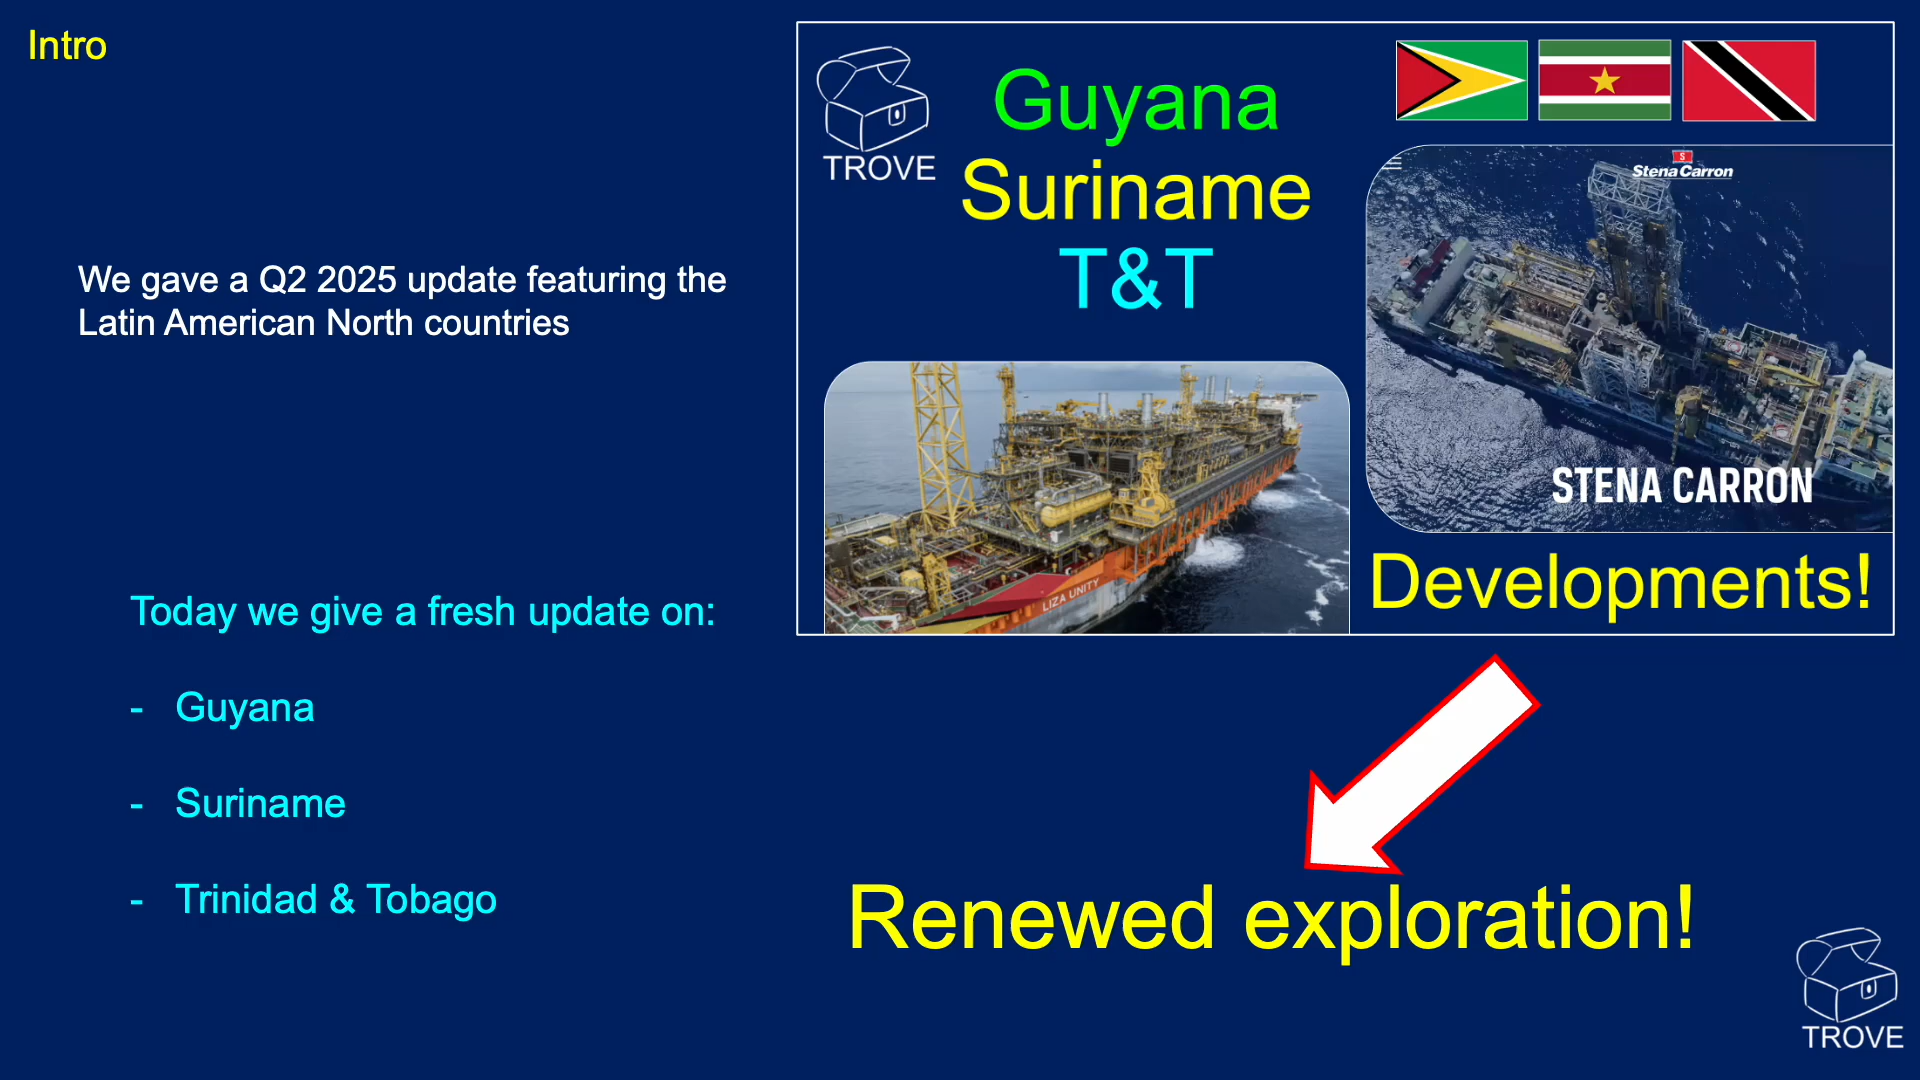 Intro
We gave a Q2 2025 update featuring the
Latin American North countries
Today we give a fresh update on:
- Guyana
- Suriname
- Trinidad & Tobago
TROVE
Guyana
Suriname
T&T
S
Stena Carron
STENA CARRON
LIZA UNITY
Developments!
Renewed exploration!
TROVE